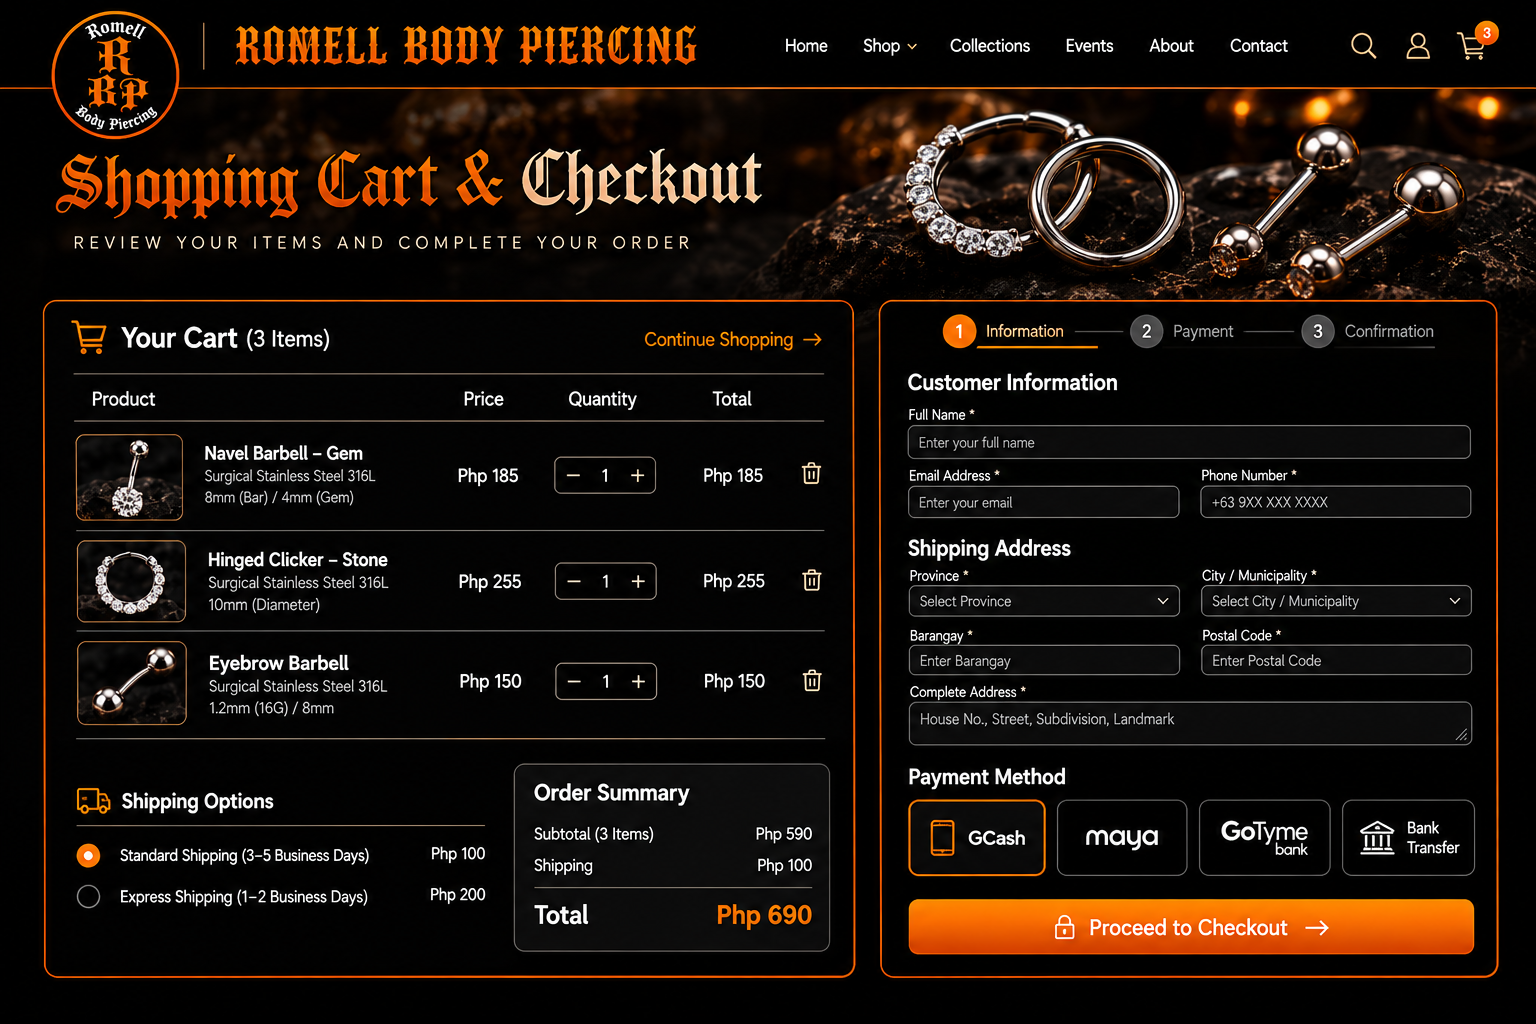 Romell
R
RP
Body Piercing
ROMELL BODY PIERCING
Home
Shop
Collections
Events
About
Contact
3
Shopping Cart & Checkout
REVIEW YOUR ITEMS AND COMPLETE YOUR ORDER
Your Cart (3 Items)
Continue Shopping →
Product Price Quantity Total
Navel Barbell – Gem
Surgical Stainless Steel 316L
8mm (Bar) / 4mm (Gem)
Php 185
− 1 +
Php 185
Hinged Clicker – Stone
Surgical Stainless Steel 316L
10mm (Diameter)
Php 255
− 1 +
Php 255
Eyebrow Barbell
Surgical Stainless Steel 316L
1.2mm (16G) / 8mm
Php 150
− 1 +
Php 150
Shipping Options
Standard Shipping (3–5 Business Days) Php 100
Express Shipping (1–2 Business Days) Php 200
Order Summary
Subtotal (3 Items) Php 590
Shipping Php 100
Total Php 690
1 Information
2 Payment
3 Confirmation
Customer Information
Full Name *
Enter your full name
Email Address *
Enter your email
Phone Number *
+63 9XX XXX XXXX
Shipping Address
Province *
Select Province
City / Municipality *
Select City / Municipality
Barangay *
Enter Barangay
Postal Code *
Enter Postal Code
Complete Address *
House No., Street, Subdivision, Landmark
Payment Method
GCash
maya
GoTyme
bank
Bank
Transfer
Proceed to Checkout →